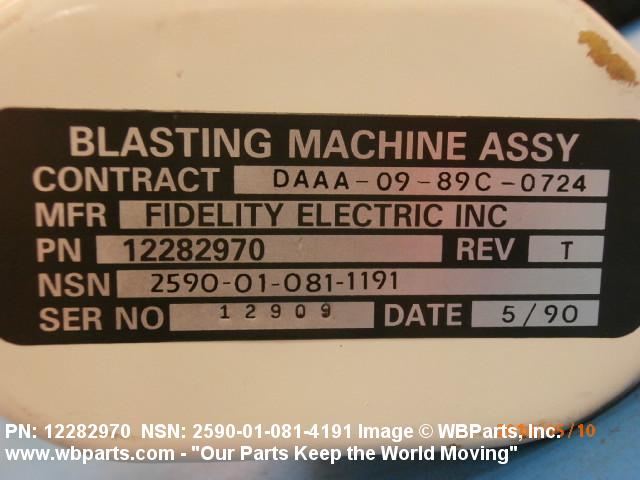 BLASTING MACHINE ASSY
CONTRACT DAAA-09-89C-0724
MFR FIDELITY ELECTRIC INC
PN 12282970 REV T
NSN 2590-01-081-1191
SER NO 12909 DATE 5/90
PN: 12282970 NSN: 2590-01-081-4191 Image © WBParts, Inc.
www.wbparts.com - "Our Parts Keep the World Moving"